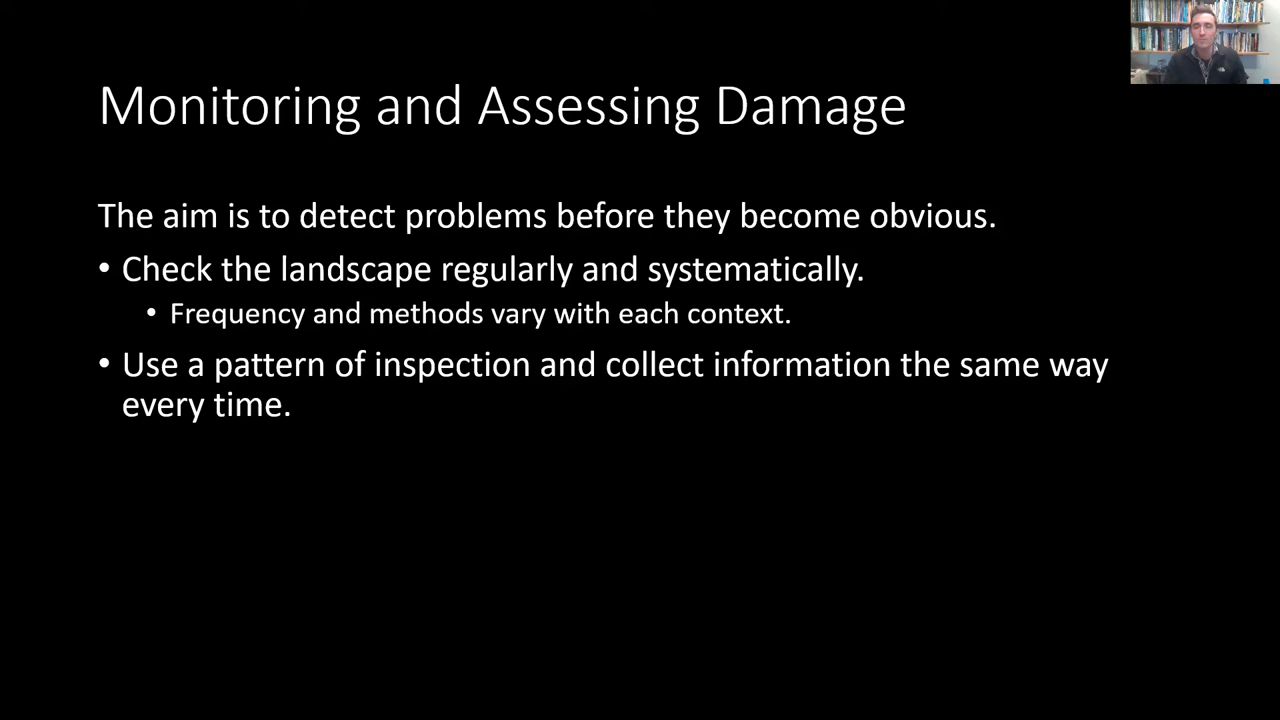 Monitoring and Assessing Damage
The aim is to detect problems before they become obvious.
• Check the landscape regularly and systematically.
• Frequency and methods vary with each context.
• Use a pattern of inspection and collect information the same way
every time.